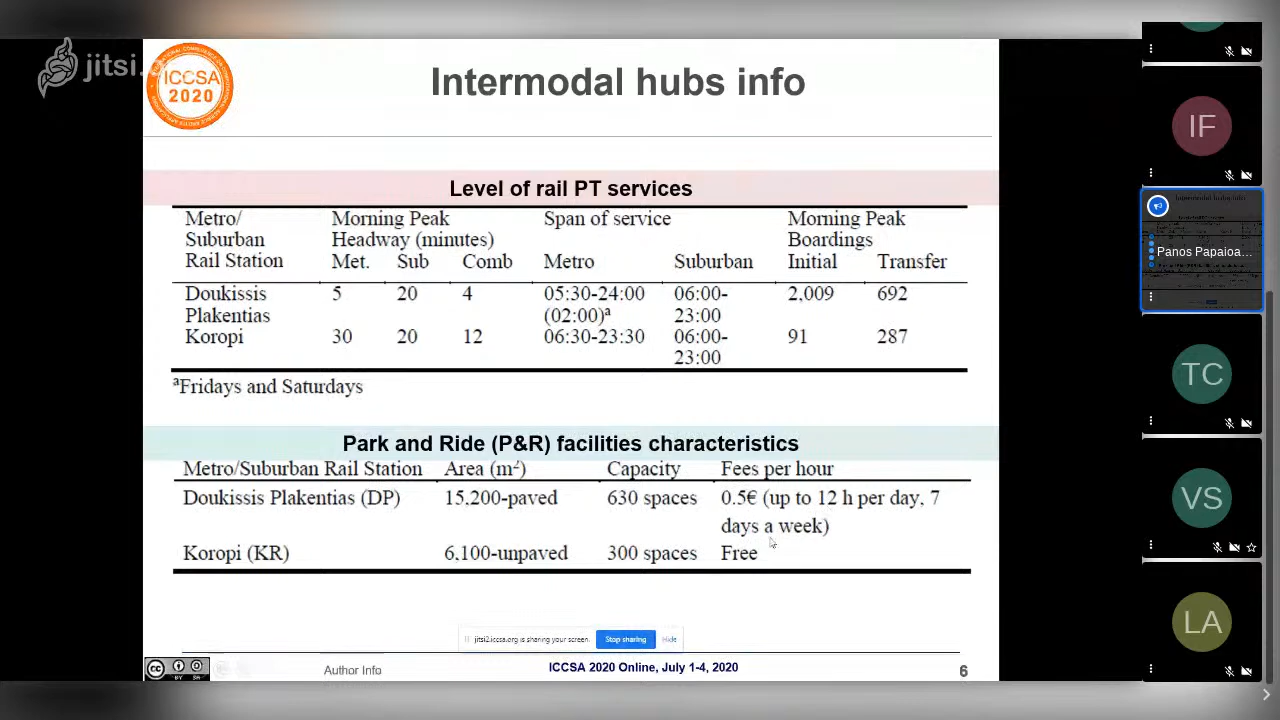 jitsi.
ICCSA
2020
Intermodal hubs info
Level of rail PT services
Metro/ Morning Peak Span of service Morning Peak
Suburban Headway (minutes) Boardings
Rail Station Met. Sub Comb Metro Suburban Initial Transfer
Doukissis 5 20 4 05:30-24:00 06:00- 2,009 692
Plakentias (02:00)ᵃ 23:00
Koropi 30 20 12 06:30-23:30 06:00- 91 287
23:00
ᵃFridays and Saturdays
Park and Ride (P&R) facilities characteristics
Metro/Suburban Rail Station Area (m²) Capacity Fees per hour
Doukissis Plakentias (DP) 15,200-paved 630 spaces 0.5€ (up to 12 h per day, 7
days a week)
Koropi (KR) 6,100-unpaved 300 spaces Free
jitsi2.iccsa.org is sharing your screen. Stop sharing Hide
cc BY SA
Author Info ICCSA 2020 Online, July 1-4, 2020 6
IF
Panos Papaioa...
TC
VS
LA